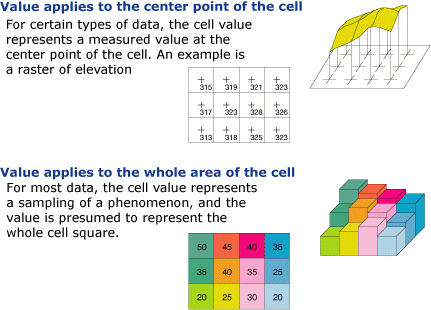 Value applies to the center point of the cell
For certain types of data, the cell value
represents a measured value at the
center point of the cell. An example is
a raster of elevation
315 319 321 323
317 323 328 326
313 318 325 323
Value applies to the whole area of the cell
For most data, the cell value represents
a sampling of a phenomenon, and the
value is presumed to represent the
whole cell square.
50 45 40 35
35 40 35 25
20 25 30 20